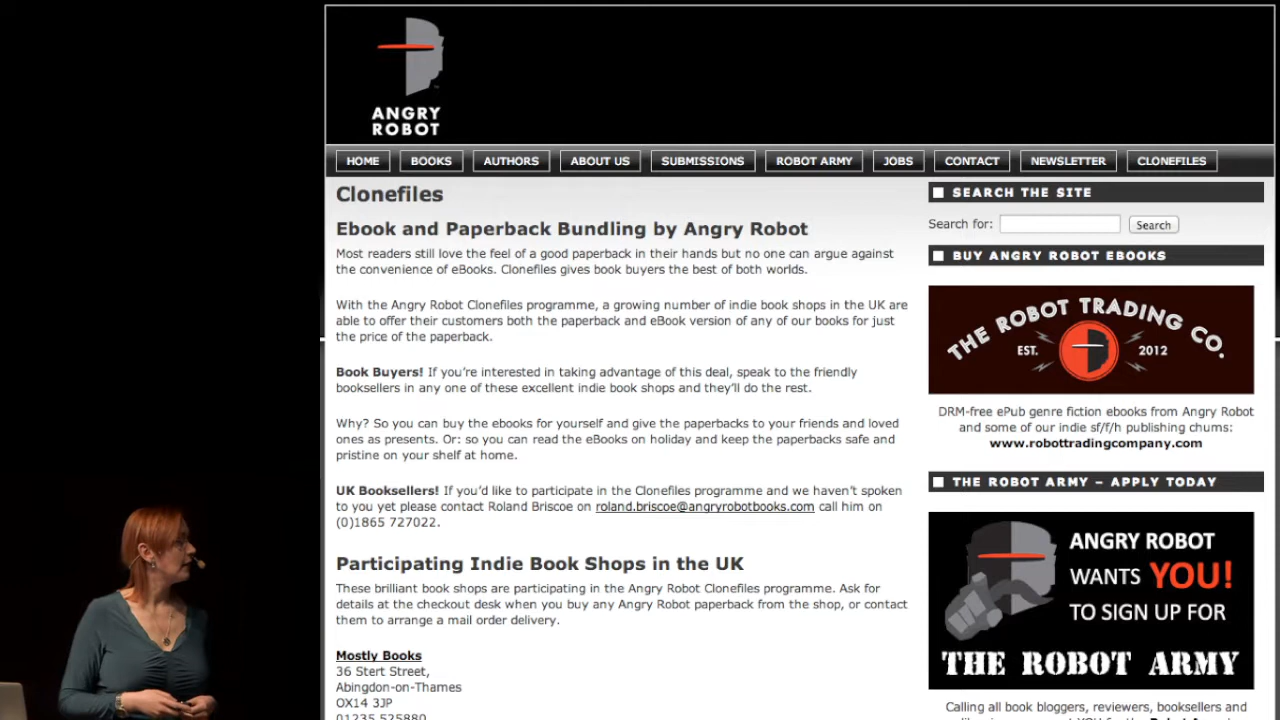 ANGRY
ROBOT
HOME
BOOKS
AUTHORS
ABOUT US
SUBMISSIONS
ROBOT ARMY
JOBS
CONTACT
NEWSLETTER
CLONEFILES
Clonefiles
Ebook and Paperback Bundling by Angry Robot
Most readers still love the feel of a good paperback in their hands but no one can argue against
the convenience of eBooks. Clonefiles gives book buyers the best of both worlds.
With the Angry Robot Clonefiles programme, a growing number of indie book shops in the UK are
able to offer their customers both the paperback and eBook version of any of our books for just
the price of the paperback.
Book Buyers! If you're interested in taking advantage of this deal, speak to the friendly
booksellers in any one of these excellent indie book shops and they'll do the rest.
Why? So you can buy the ebooks for yourself and give the paperbacks to your friends and loved
ones as presents. Or: so you can read the eBooks on holiday and keep the paperbacks safe and
pristine on your shelf at home.
UK Booksellers! If you'd like to participate in the Clonefiles programme and we haven't spoken
to you yet please contact Roland Briscoe on roland.briscoe@angryrobotbooks.com call him on
(0)1865 727022.
Participating Indie Book Shops in the UK
These brilliant book shops are participating in the Angry Robot Clonefiles programme. Ask for
details at the checkout desk when you buy any Angry Robot paperback from the shop, or contact
them to arrange a mail order delivery.
Mostly Books
36 Stert Street,
Abingdon-on-Thames
OX14 3JP
01235 525880
SEARCH THE SITE
Search for:
Search
BUY ANGRY ROBOT EBOOKS
THE ROBOT TRADING CO.
EST. 2012
DRM-free ePub genre fiction ebooks from Angry Robot
and some of our indie sf/f/h publishing chums:
www.robottradingcompany.com
THE ROBOT ARMY – APPLY TODAY
ANGRY ROBOT
WANTS YOU!
TO SIGN UP FOR
THE ROBOT ARMY
Calling all book bloggers, reviewers, booksellers and